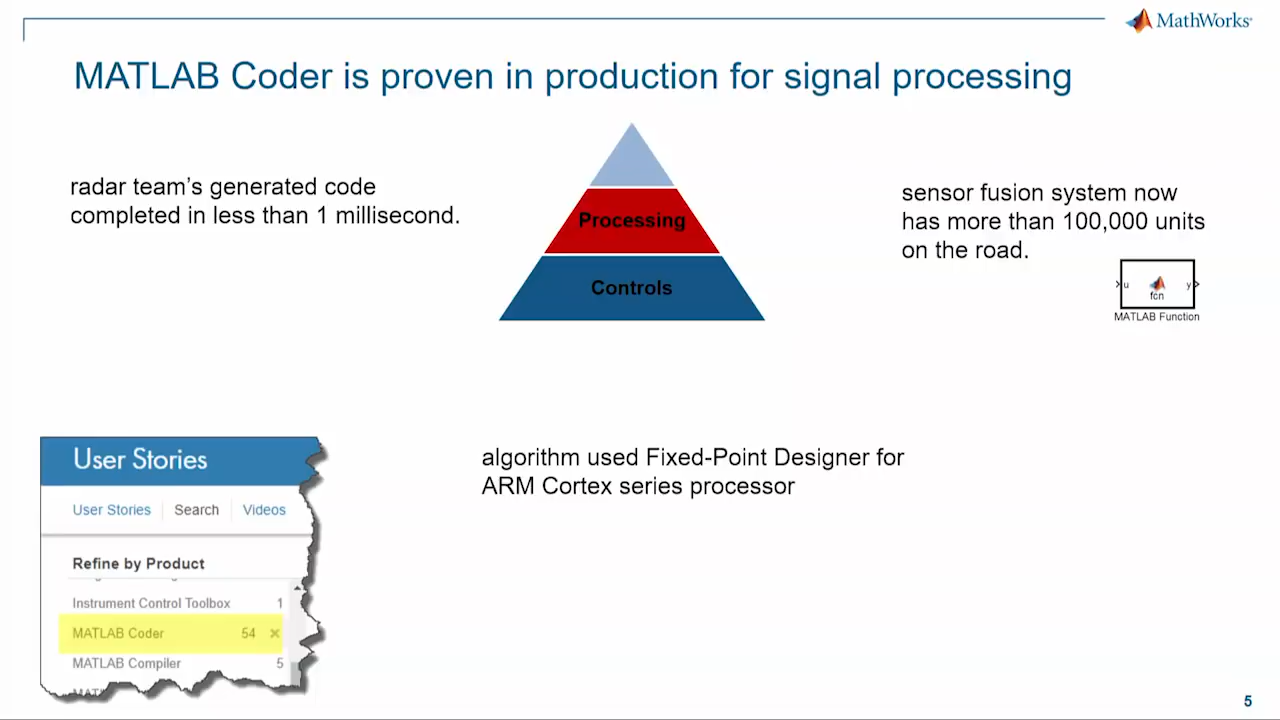 MathWorks
MATLAB Coder is proven in production for signal processing
radar team's generated code
completed in less than 1 millisecond.
Processing
Controls
sensor fusion system now
has more than 100,000 units
on the road.
u
fcn
y
MATLAB Function
algorithm used Fixed-Point Designer for
ARM Cortex series processor
User Stories
User Stories Search Videos
Refine by Product
Instrument Control Toolbox 1
MATLAB Coder 54 ×
MATLAB Compiler 5
5